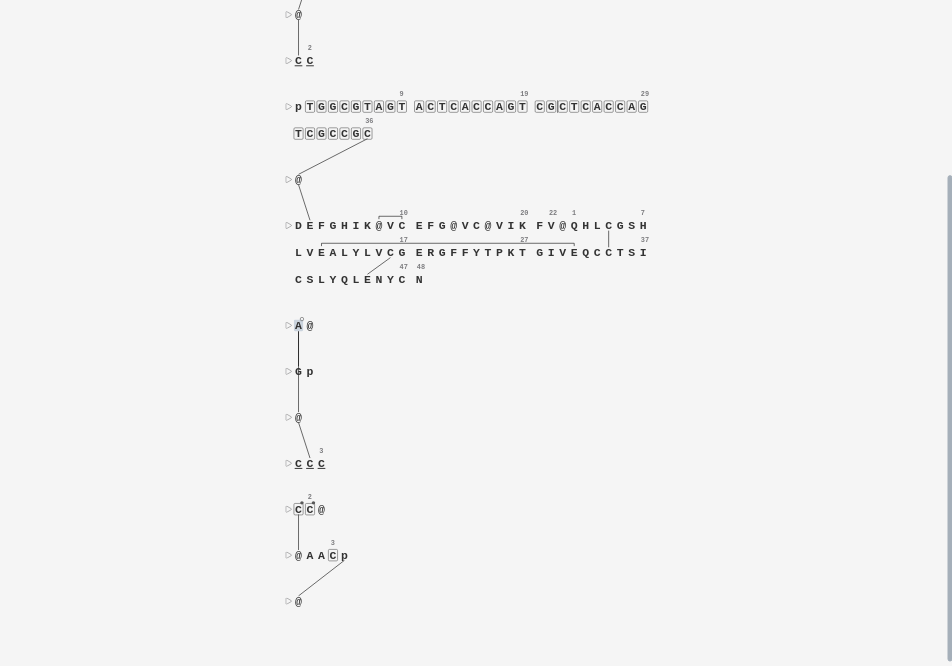 @
2
C C
9 19 29
p T G G C G T A G T A C T C A C C A G T C G C T C A C C A G
36
T C G C C G C
@
10 20 22 1 7
D E F G H I K @ V C E F G @ V C @ V I K F V @ Q H L C G S H
17 27 37
L V E A L Y L V C G E R G F F Y T P K T G I V E Q C C T S I
47 48
C S L Y Q L E N Y C N
A @
G p
@
3
C C C
2
C C @
3
@ A A C p
@